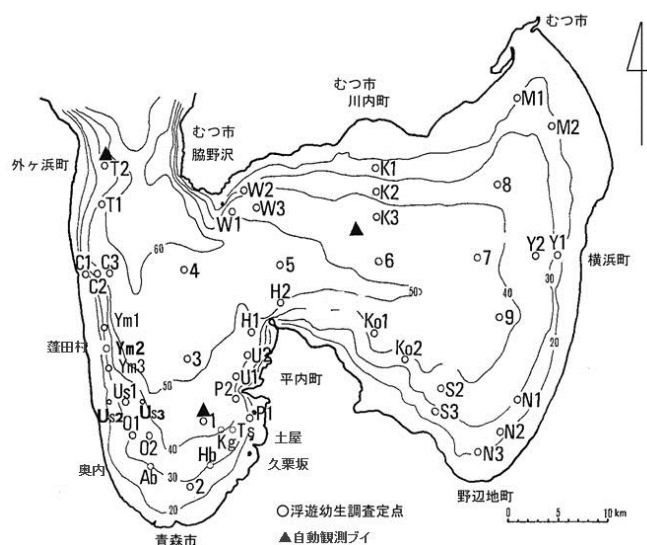 むつ市
むつ市
川内町
M1
M2
むつ市
脇野沢
外ヶ浜町
T2
K1
W2
K2
8
T1
W3
W1
K3
60
C1
C3
4
5
6
7
Y2
Y1
横浜町
C2
50
40
H2
30
Ym1
H1
Ko1
9
20
蓬田村
Ym2
3
U2
Ko2
Ym3
50
U1
平内町
Us1
P2
S2
Us2
Us3
P1
S3
N1
O1
O2
1
Kg
Ts
土屋
40
N2
奥内
Ab
30
Hb
久栗坂
N3
20
2
野辺地町
青森市
○浮遊幼生調査定点
▲自動観測ブイ
0
5
10km